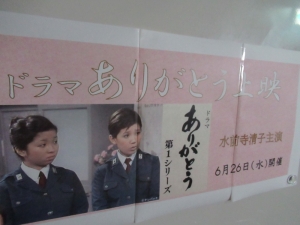 ドラマ ありがとう上映
ドラマ
ありがとう
第1シリーズ
水前寺清子主演
6月26日(水)開催